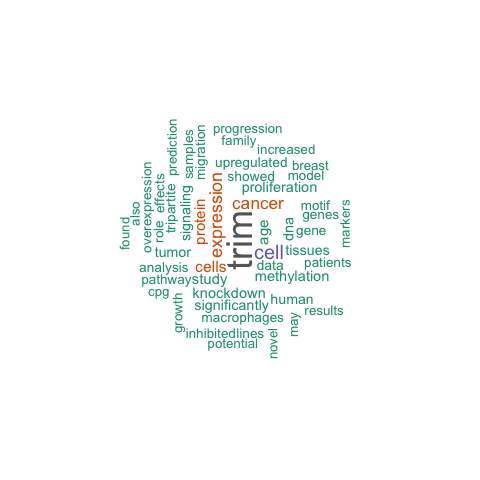 progression
family
increased
prediction
samples
migration
upregulated
breast
showed
model
proliferation
overexpression
effects
tripartite
signaling
protein
expression
cancer
motif
genes
markers
also
found
role
trim
age
dna
gene
tumor
cell
tissues
analysis
cells
data
patients
pathway
study
methylation
cpg
growth
knockdown
human
significantly
results
macrophages
may
inhibited
lines
novel
potential